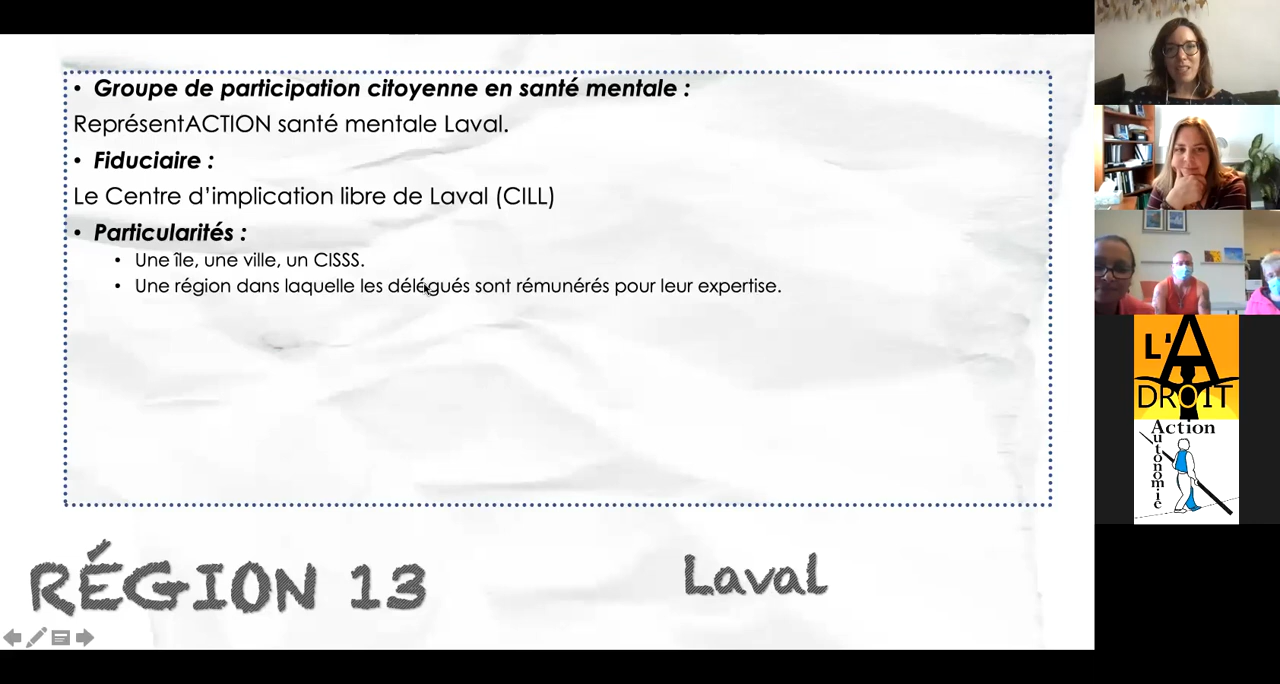 • Groupe de participation citoyenne en santé mentale :
ReprésentACTION santé mentale Laval.
• Fiduciaire :
Le Centre d’implication libre de Laval (CILL)
• Particularités :
• Une île, une ville, un CISSS.
• Une région dans laquelle les délégués sont rémunérés pour leur expertise.
RÉGION 13
Laval
L'A
DROIT
Action
Autonomie